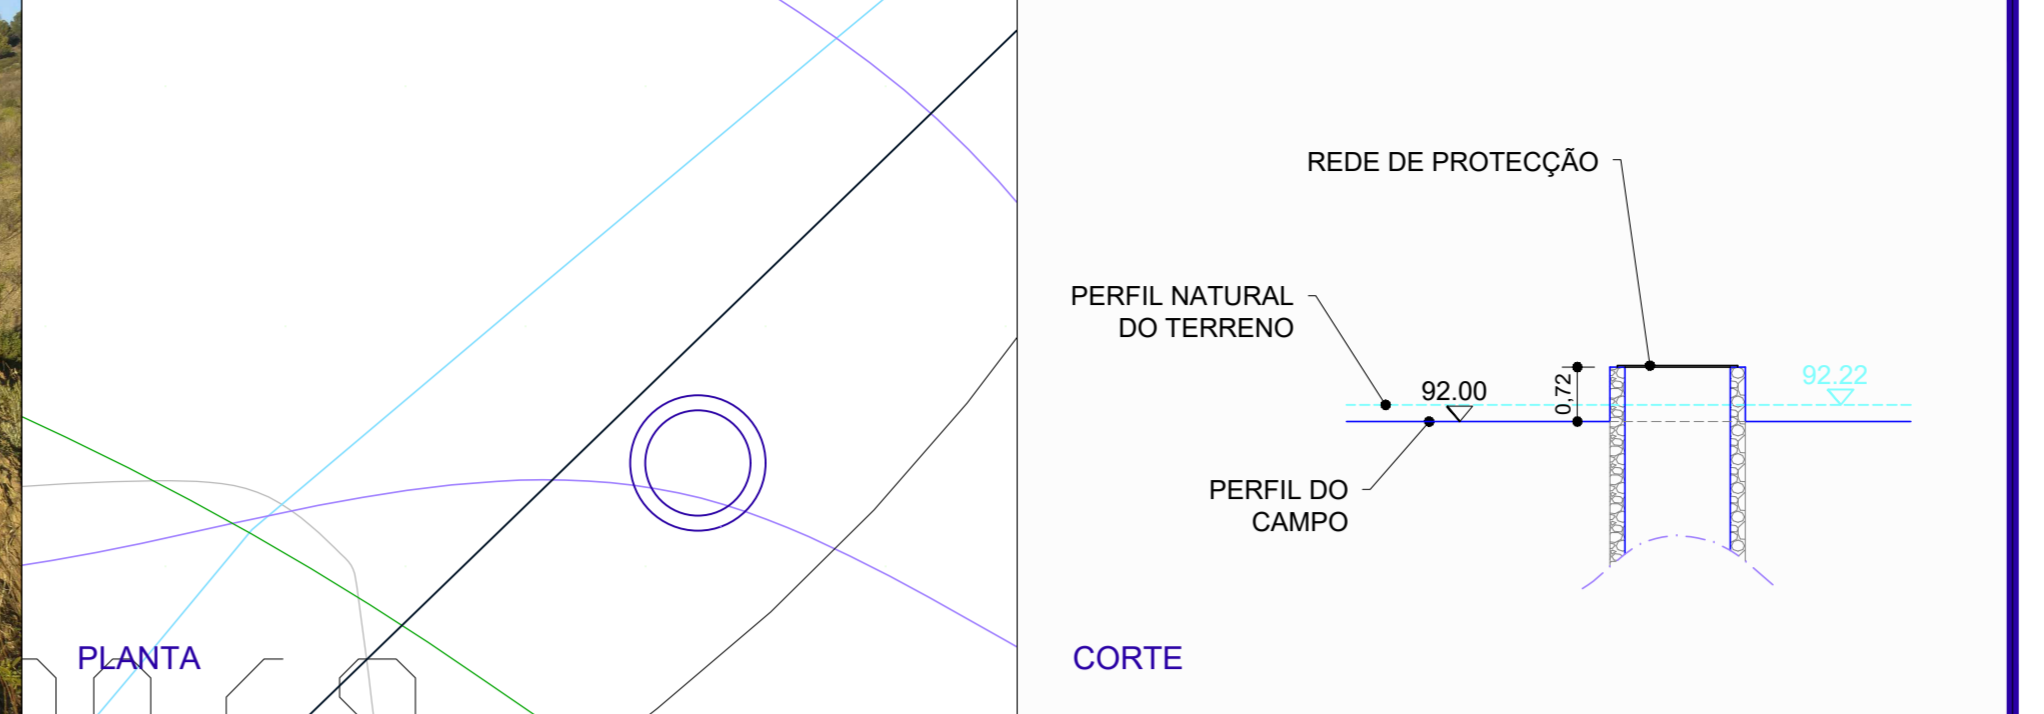 PLANTA
REDE DE PROTECÇÃO
PERFIL NATURAL
DO TERRENO
92.00
0,72
92.22
PERFIL DO
CAMPO
CORTE